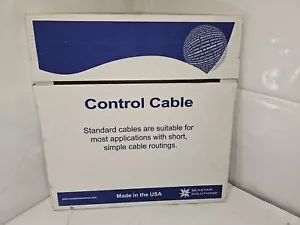 Control Cable
Standard cables are suitable for
most applications with short,
simple cable routings.
Made in the USA
SEASTAR
SOLUTIONS